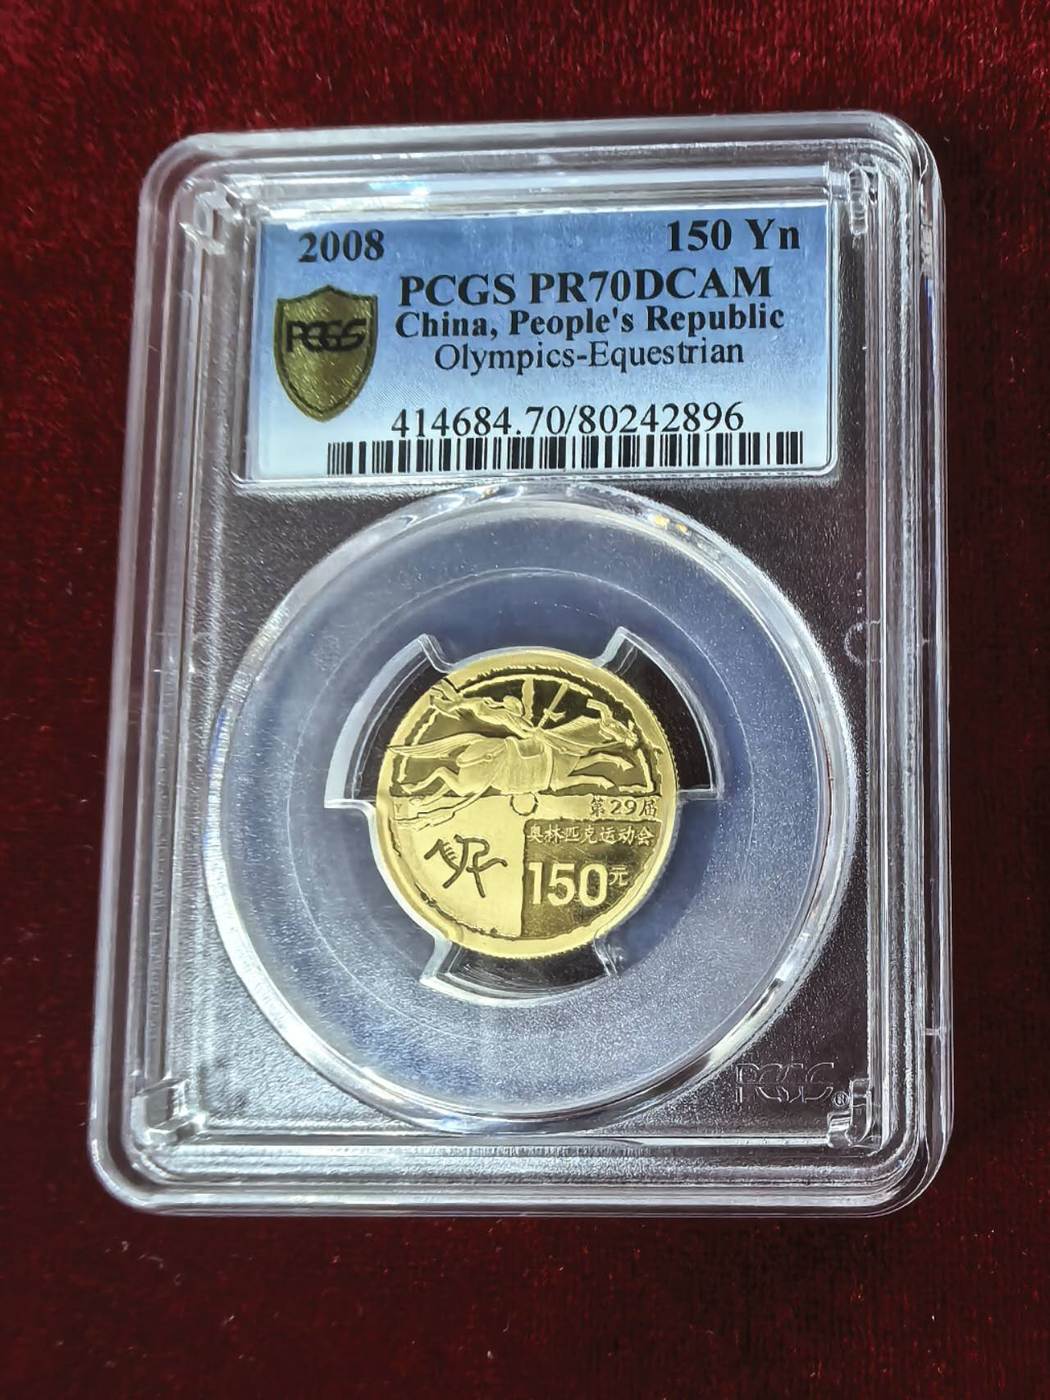 2008 150 Yn
PCGS PR70DCAM
China, People's Republic
Olympics-Equestrian
PCGS
414684.70/80242896
第29届
奥林匹克运动会
150元
PCGS®